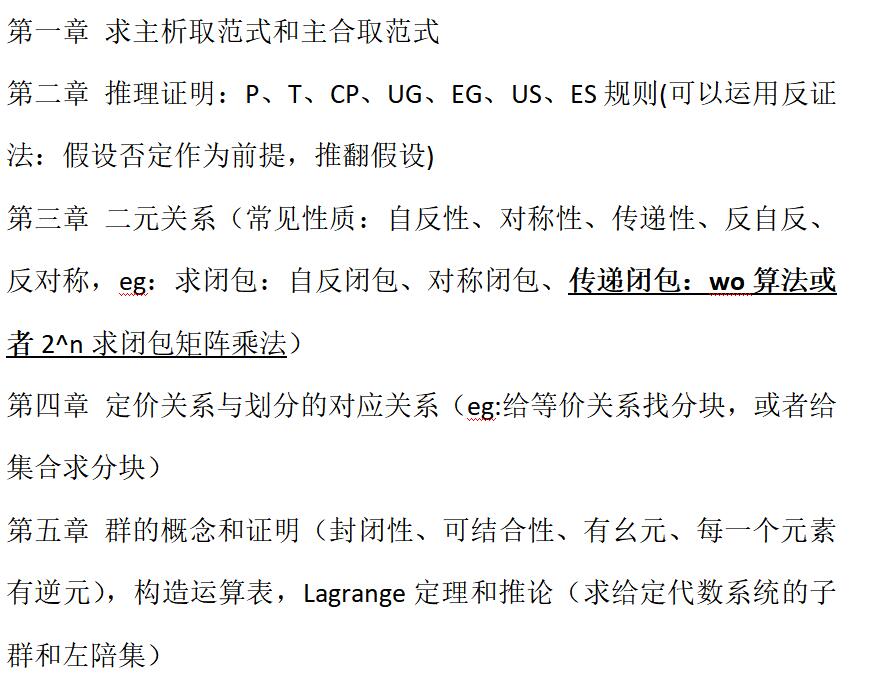 第一章 求主析取范式和主合取范式
第二章 推理证明：P、T、CP、UG、EG、US、ES 规则(可以运用反证
法：假设否定作为前提，推翻假设)
第三章 二元关系（常见性质：自反性、对称性、传递性、反自反、
反对称，eg：求闭包：自反闭包、对称闭包、传递闭包：wo 算法或
者 2^n 求闭包矩阵乘法）
第四章 定价关系与划分的对应关系（eg:给等价关系找分块，或者给
集合求分块）
第五章 群的概念和证明（封闭性、可结合性、有幺元、每一个元素
有逆元），构造运算表，Lagrange 定理和推论（求给定代数系统的子
群和左陪集）